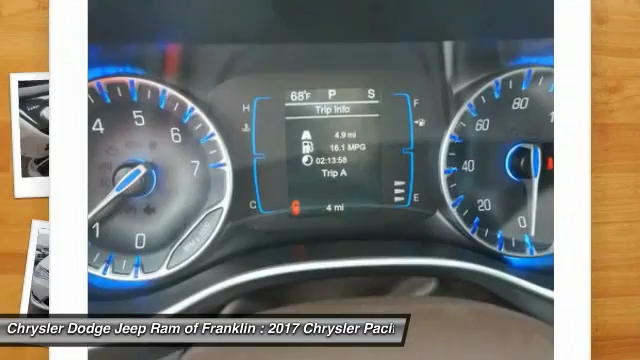 68°F P S
Trip Info
H F
4.9 mi
16.1 MPG
02:13:58
Trip A
C E
4 mi
4 5 6 7 0
80 60 40 20 0
Chrysler Dodge Jeep Ram of Franklin : 2017 Chrysler Paci